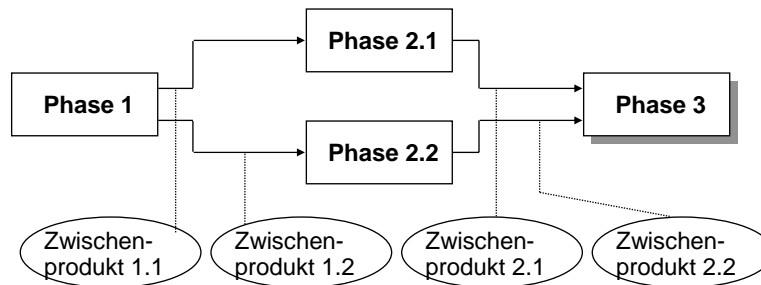 Phase 2.1
Phase 1
Phase 3
Phase 2.2
Zwischen-
produkt 1.1
Zwischen-
produkt 1.2
Zwischen-
produkt 2.1
Zwischen-
produkt 2.2